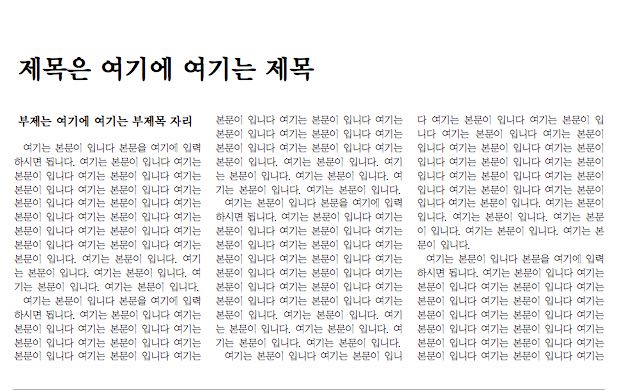 제목은 여기에 여기는 제목
부제는 여기에 여기는 부제목 자리
여기는 본문이 입니다 본문을 여기에 입력
하시면 됩니다. 여기는 본문이 입니다 여기는
본문이 입니다 여기는 본문이 입니다 여기는
본문이 입니다 여기는 본문이 입니다 여기는
본문이 입니다 여기는 본문이 입니다 여기는
본문이 입니다 여기는 본문이 입니다 여기는
본문이 입니다 여기는 본문이 입니다 여기는
본문이 입니다 여기는 본문이 입니다 여기는
본문이 입니다. 여기는 본문이 입니다. 여기
는 본문이 입니다. 여기는 본문이 입니다. 여
기는 본문이 입니다. 여기는 본문이 입니다.
여기는 본문이 입니다 본문을 여기에 입력
하시면 됩니다. 여기는 본문이 입니다 여기는
본문이 입니다 여기는 본문이 입니다 여기는
본문이 입니다 여기는 본문이 입니다 여기는
본문이 입니다 여기는 본문이 입니다 여기는
본문이 입니다 여기는 본문이 입니다 여기는
본문이 입니다 여기는 본문이 입니다 여기는
본문이 입니다 여기는 본문이 입니다 여기는
본문이 입니다. 여기는 본문이 입니다. 여기
는 본문이 입니다. 여기는 본문이 입니다. 여
기는 본문이 입니다. 여기는 본문이 입니다.
여기는 본문이 입니다 본문을 여기에 입력
하시면 됩니다. 여기는 본문이 입니다 여기는
본문이 입니다 여기는 본문이 입니다 여기는
본문이 입니다 여기는 본문이 입니다 여기는
본문이 입니다 여기는 본문이 입니다 여기는
본문이 입니다 여기는 본문이 입니다 여기는
본문이 입니다 여기는 본문이 입니다 여기는
본문이 입니다 여기는 본문이 입니다 여기는
본문이 입니다. 여기는 본문이 입니다. 여기
는 본문이 입니다. 여기는 본문이 입니다. 여
기는 본문이 입니다. 여기는 본문이 입니다.
여기는 본문이 입니다 여기는 본문이 입니
다 여기는 본문이 입니다 여기는 본문이 입
니다 여기는 본문이 입니다 여기는 본문이
입니다 여기는 본문이 입니다 여기는 본문이
입니다 여기는 본문이 입니다 여기는 본문이
입니다 여기는 본문이 입니다 여기는 본문이
입니다 여기는 본문이 입니다 여기는 본문이
입니다 여기는 본문이 입니다. 여기는 본문이
입니다. 여기는 본문이 입니다. 여기는 본문
이 입니다. 여기는 본문이 입니다. 여기는 본
문이 입니다.
여기는 본문이 입니다 본문을 여기에 입력
하시면 됩니다. 여기는 본문이 입니다 여기는
본문이 입니다 여기는 본문이 입니다 여기는
본문이 입니다 여기는 본문이 입니다 여기는
본문이 입니다 여기는 본문이 입니다 여기는
본문이 입니다 여기는 본문이 입니다 여기는
본문이 입니다 여기는 본문이 입니다 여기는
본문이 입니다 여기는 본문이 입니다 여기는